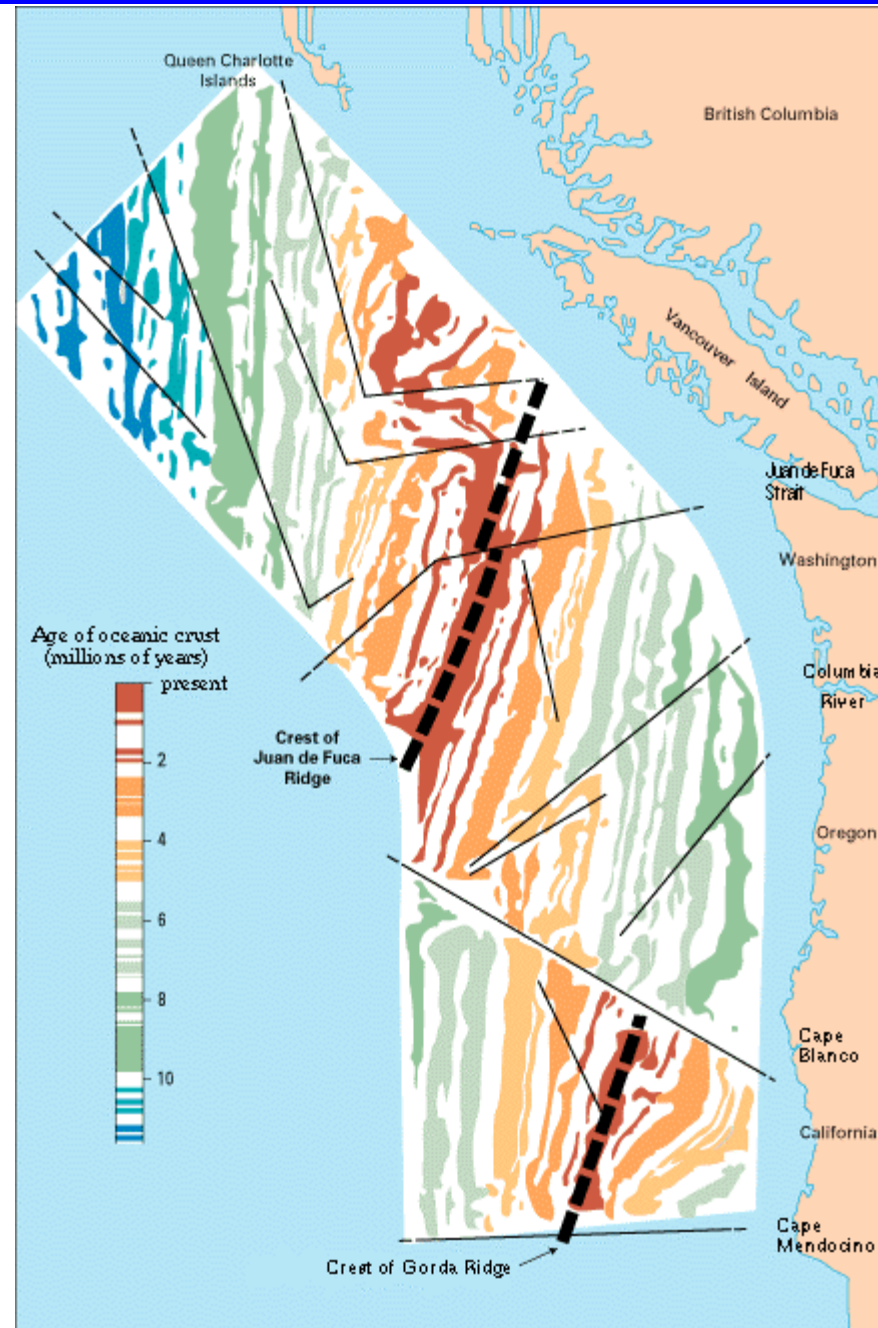 Queen Charlotte
Islands
British Columbia
Vancouver Island
Juan de Fuca
Strait
Washington
Age of oceanic crust
(millions of years)
present
Columbia
River
2
Crest of
Juan de Fuca
Ridge
4
Oregon
6
8
Cape
Blanco
10
California
Cape
Mendocino
Crest of Gorda Ridge